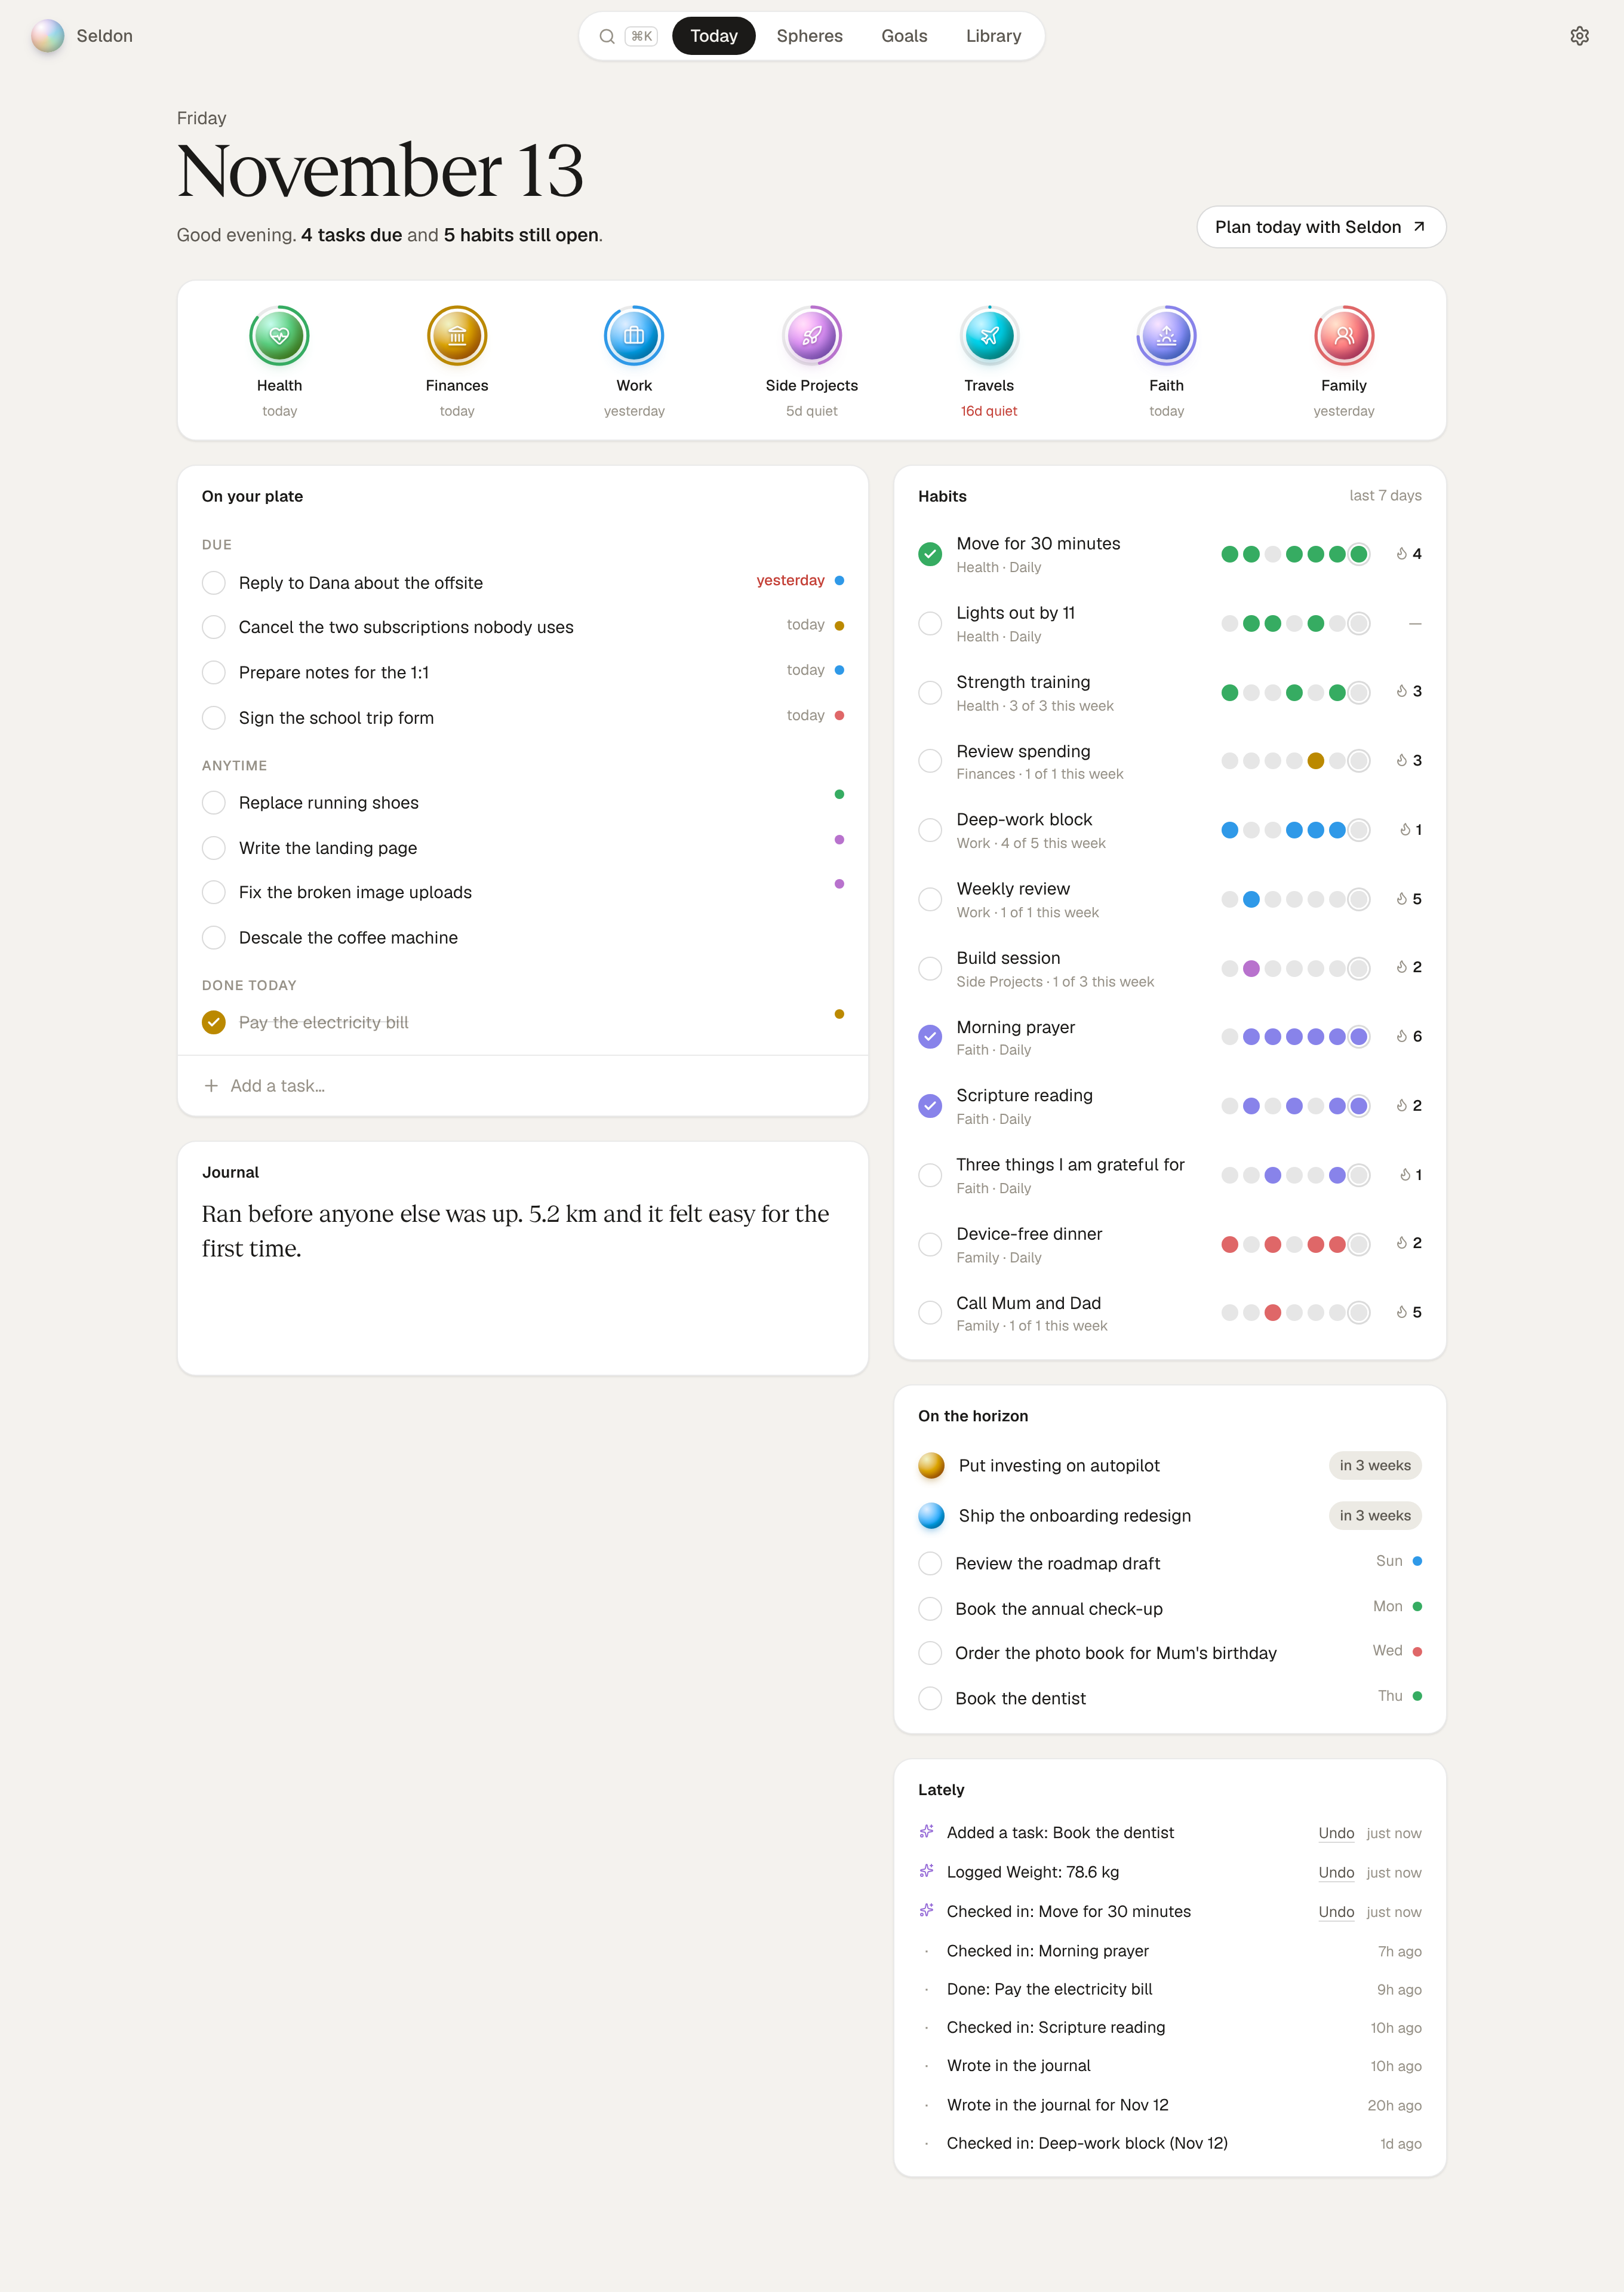 Seldon
⌘K
Today
Spheres
Goals
Library
Friday
November 13
Good evening. 4 tasks due and 5 habits still open.
Plan today with Seldon
Health
today
Finances
today
Work
yesterday
Side Projects
5d quiet
Travels
16d quiet
Faith
today
Family
yesterday
On your plate
DUE
Reply to Dana about the offsite yesterday
Cancel the two subscriptions nobody uses today
Prepare notes for the 1:1 today
Sign the school trip form today
ANYTIME
Replace running shoes
Write the landing page
Fix the broken image uploads
Descale the coffee machine
DONE TODAY
Pay the electricity bill
Add a task...
Journal
Ran before anyone else was up. 5.2 km and it felt easy for the
first time.
Habits last 7 days
Move for 30 minutes
Health · Daily
4
Lights out by 11
Health · Daily
—
Strength training
Health · 3 of 3 this week
3
Review spending
Finances · 1 of 1 this week
3
Deep-work block
Work · 4 of 5 this week
1
Weekly review
Work · 1 of 1 this week
5
Build session
Side Projects · 1 of 3 this week
2
Morning prayer
Faith · Daily
6
Scripture reading
Faith · Daily
2
Three things I am grateful for
Faith · Daily
1
Device-free dinner
Family · Daily
2
Call Mum and Dad
Family · 1 of 1 this week
5
On the horizon
Put investing on autopilot in 3 weeks
Ship the onboarding redesign in 3 weeks
Review the roadmap draft Sun
Book the annual check-up Mon
Order the photo book for Mum's birthday Wed
Book the dentist Thu
Lately
Added a task: Book the dentist Undo just now
Logged Weight: 78.6 kg Undo just now
Checked in: Move for 30 minutes Undo just now
· Checked in: Morning prayer 7h ago
· Done: Pay the electricity bill 9h ago
· Checked in: Scripture reading 10h ago
· Wrote in the journal 10h ago
· Wrote in the journal for Nov 12 20h ago
· Checked in: Deep-work block (Nov 12) 1d ago